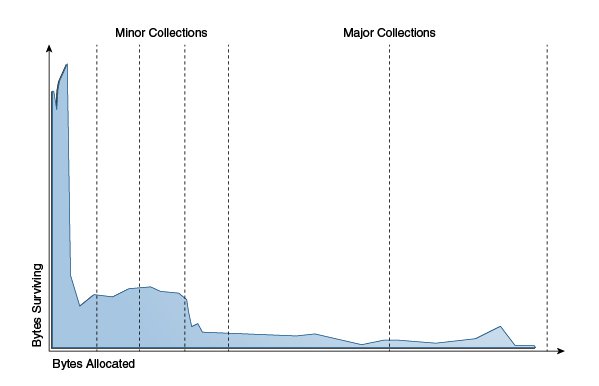 Minor Collections
Major Collections
Bytes Surviving
Bytes Allocated